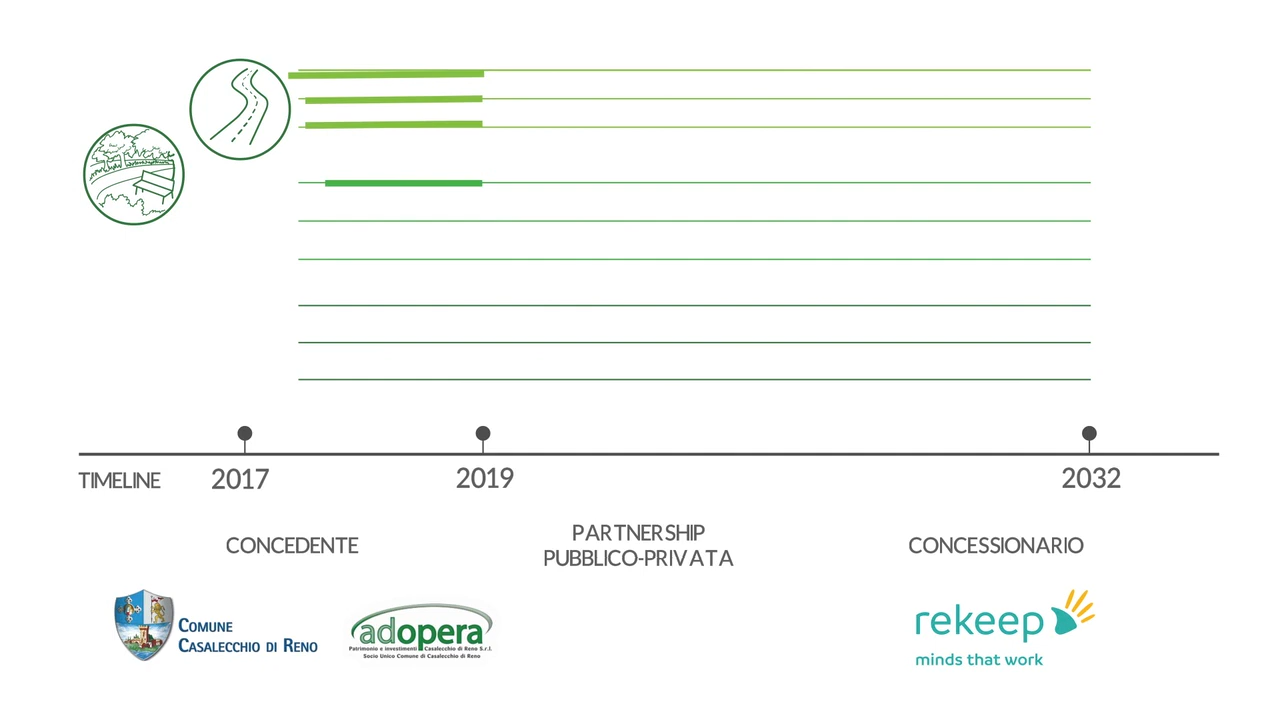 TIMELINE
2017
2019
2032
CONCEDENTE
PARTNERSHIP
PUBBLICO-PRIVATA
CONCESSIONARIO
COMUNE
CASALECCHIO DI RENO
adopera
Patrimonio e investimenti Casalecchio di Reno S.r.l.
Socio Unico Comune di Casalecchio di Reno
rekeep
minds that work